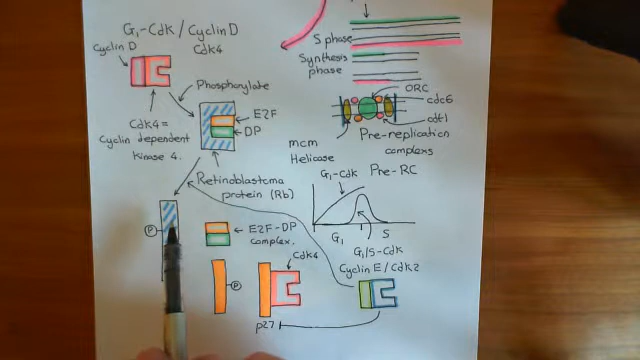 G1-Cdk / Cyclin D
Cdk4
Cyclin D
Phosphorylate
E2F
DP
Cdk4 =
Cyclin dependent
kinase 4.
Retinoblastoma
protein (Rb)
P
E2F-DP
complex.
P
Cdk4
p27
S phase
Synthesis
phase
ORC
cdc6
cdt1
mcm
Helicase
Pre-replication
complexes
Pre-RC
G1-Cdk
G1
S
G1/S-Cdk
Cyclin E/Cdk2